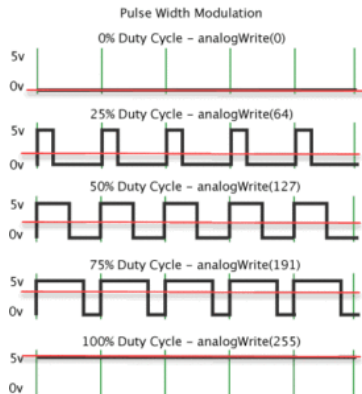 Pulse Width Modulation
0% Duty Cycle – analogWrite(0)
5v
0v
25% Duty Cycle – analogWrite(64)
5v
0v
50% Duty Cycle – analogWrite(127)
5v
0v
75% Duty Cycle – analogWrite(191)
5v
0v
100% Duty Cycle – analogWrite(255)
5v
0v